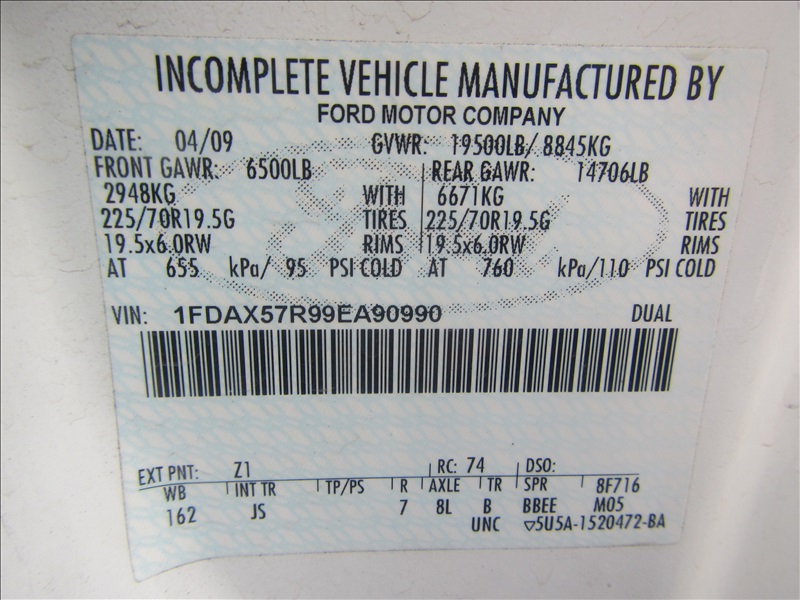 INCOMPLETE VEHICLE MANUFACTURED BY
FORD MOTOR COMPANY
DATE: 04/09 GVWR: 19500LB/ 8845KG
FRONT GAWR: 6500LB REAR GAWR: 14706LB
2948KG WITH 6671KG WITH
225/70R19.5G TIRES 225/70R19.5G TIRES
19.5x6.0RW RIMS 19.5x6.0RW RIMS
AT 655 kPa/ 95 PSI COLD AT 760 kPa/110 PSI COLD
VIN: 1FDAX57R99EA90990 DUAL
EXT PNT: Z1 RC: 74 DSO:
WB INT TR TP/PS R AXLE TR SPR 8F716
162 JS 7 8L B BBEE M05
UNC ▽5U5A-1520472-BA